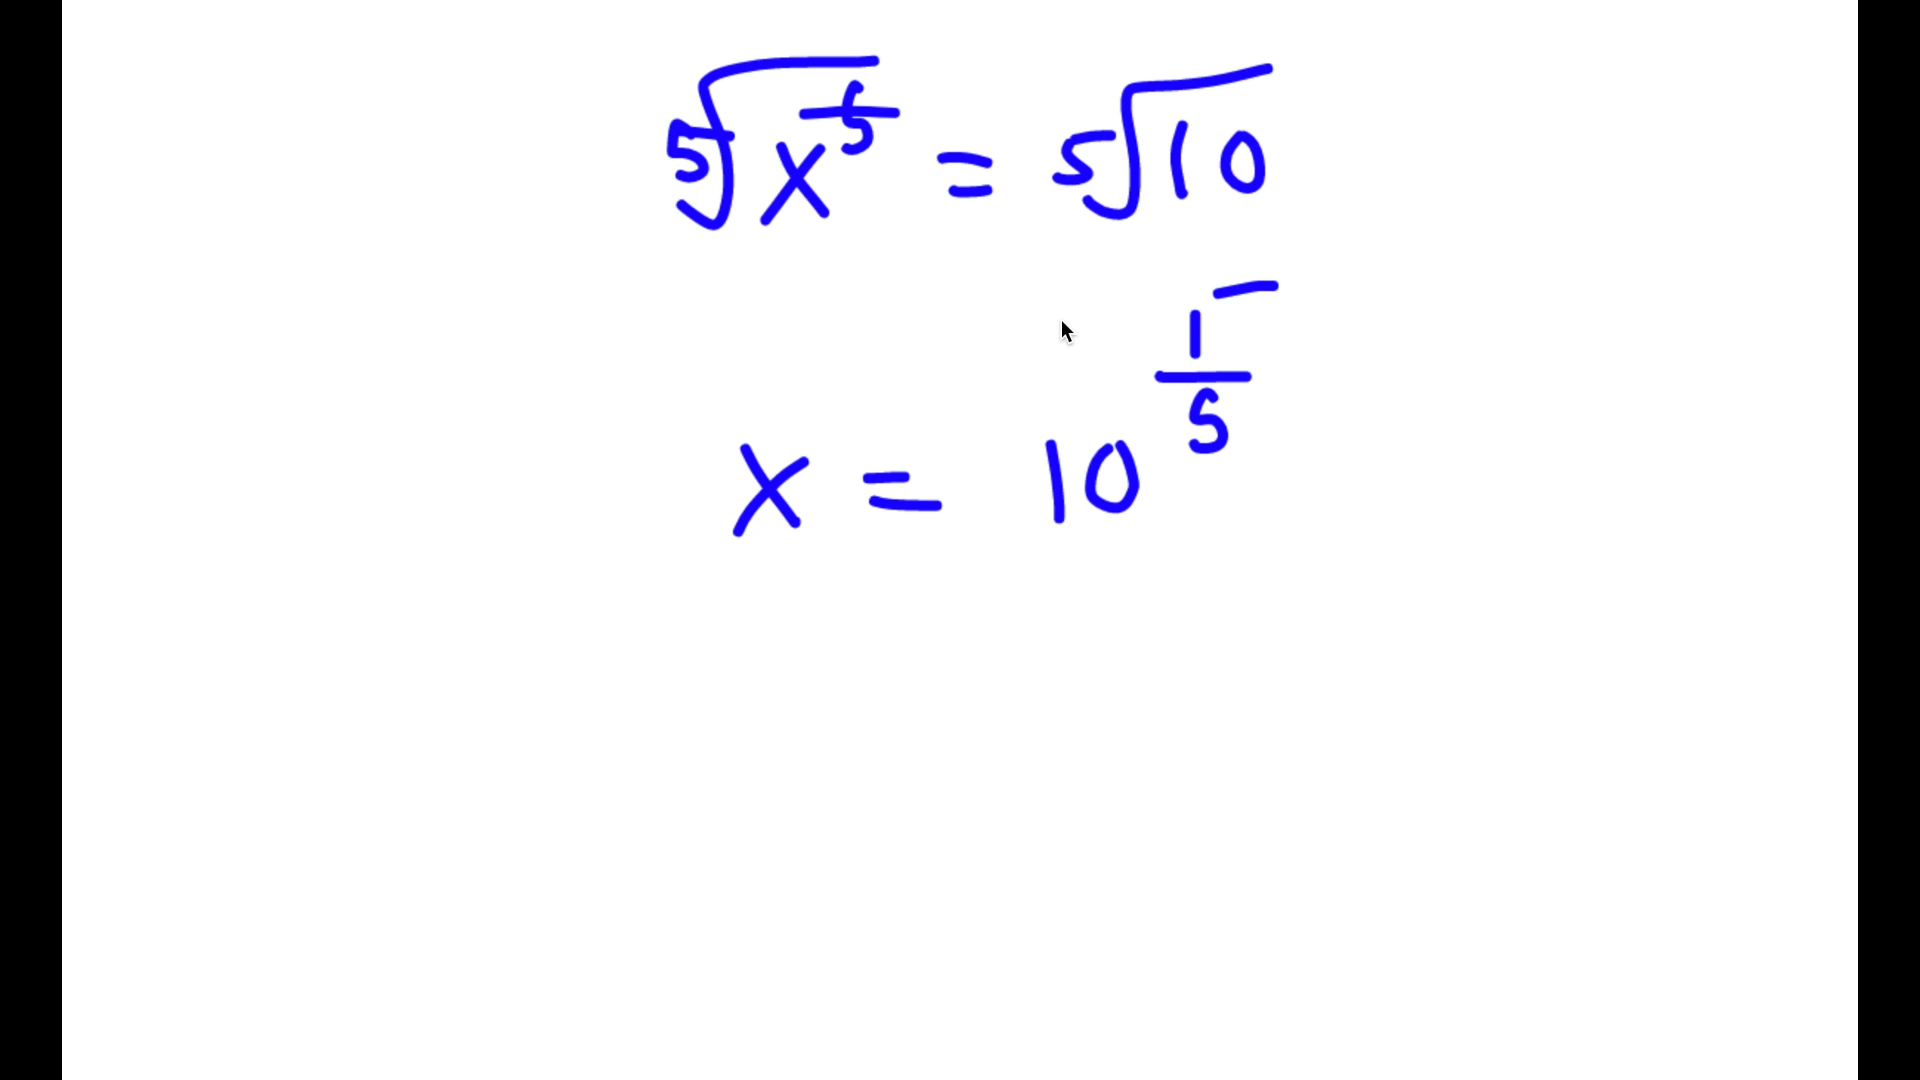 ⁵√x⁵ = ⁵√10
x = 10^(1/5)